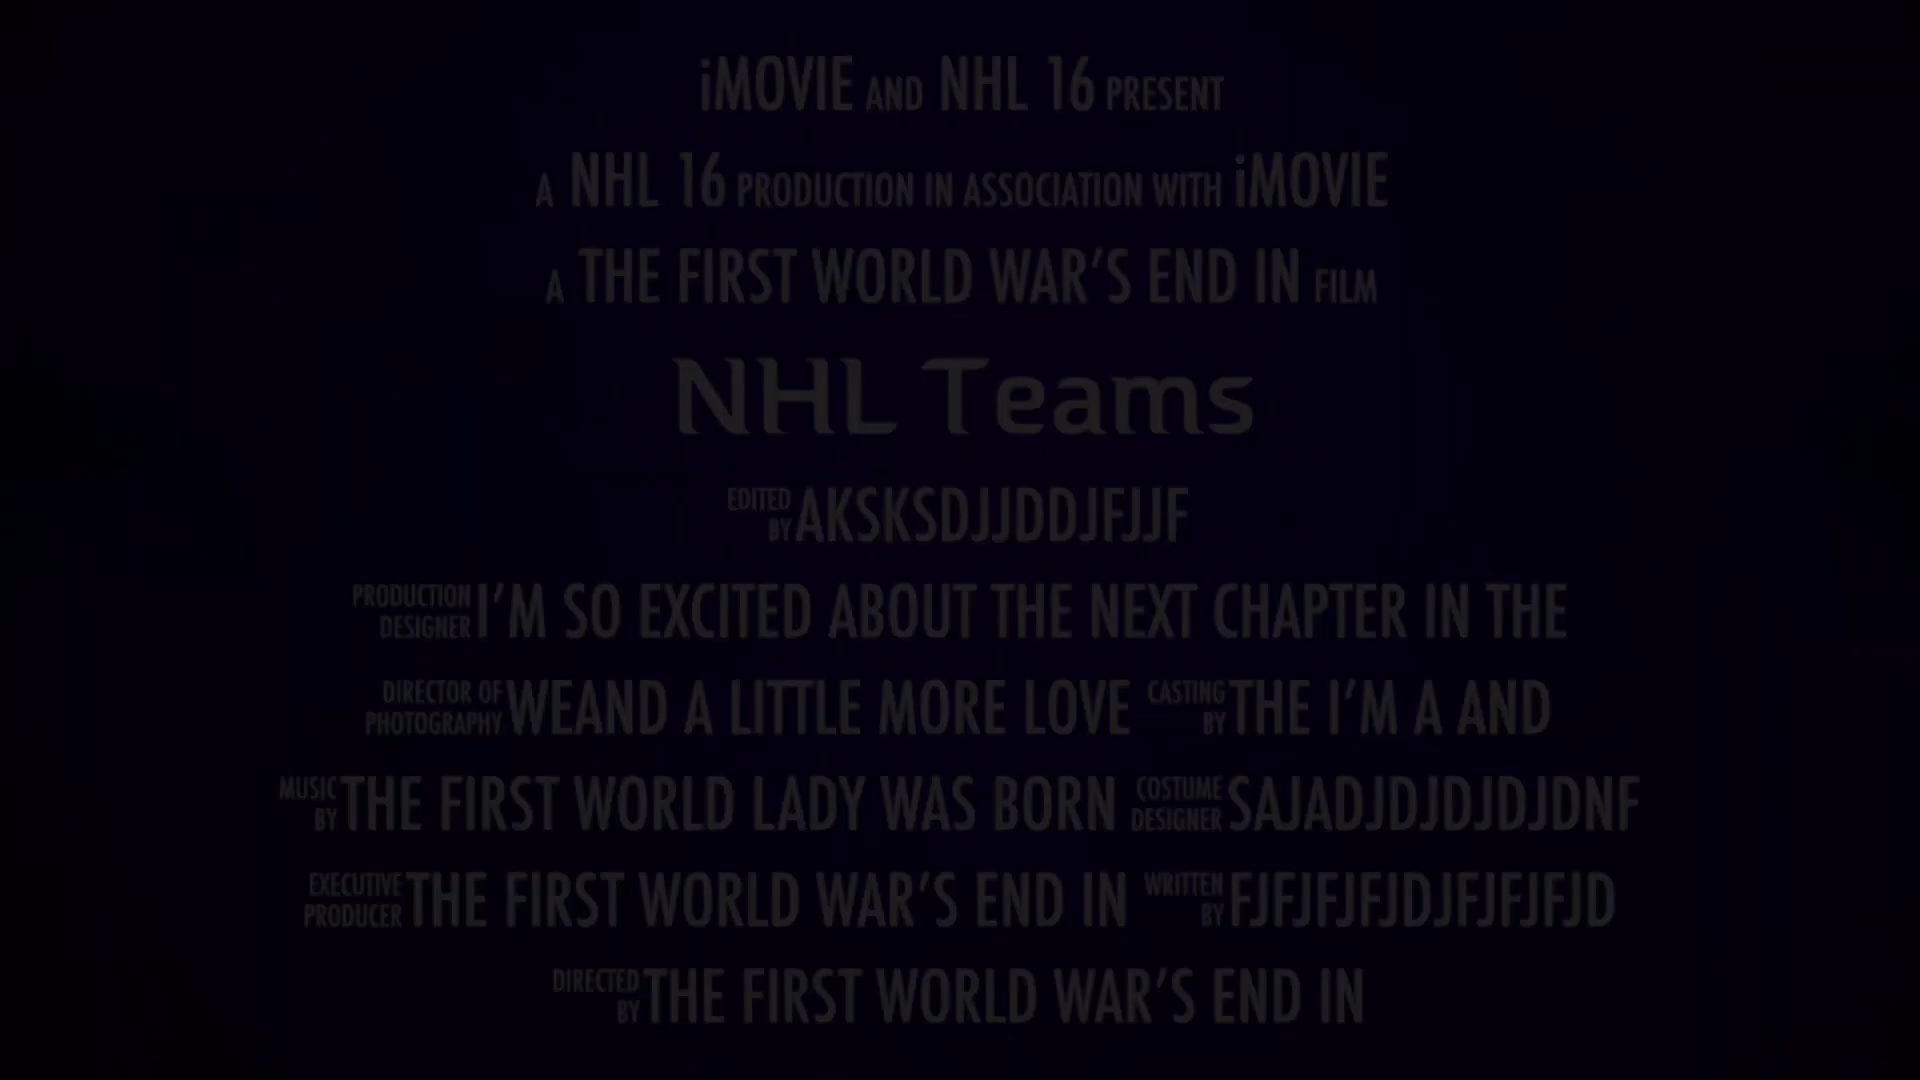 iMOVIE AND NHL 16 PRESENT
A NHL 16 PRODUCTION IN ASSOCIATION WITH iMOVIE
A THE FIRST WORLD WAR'S END IN FILM
NHL Teams
EDITED BY AKSKSDJJDDJFJJF
PRODUCTION DESIGNER I'M SO EXCITED ABOUT THE NEXT CHAPTER IN THE
DIRECTOR OF PHOTOGRAPHY WEAND A LITTLE MORE LOVE CASTING BY THE I'M A AND
MUSIC BY THE FIRST WORLD LADY WAS BORN COSTUME DESIGNER SAJADJDJDJDJDNF
EXECUTIVE PRODUCER THE FIRST WORLD WAR'S END IN WRITTEN BY FJFJFJFJDJFJFJFJD
DIRECTED BY THE FIRST WORLD WAR'S END IN